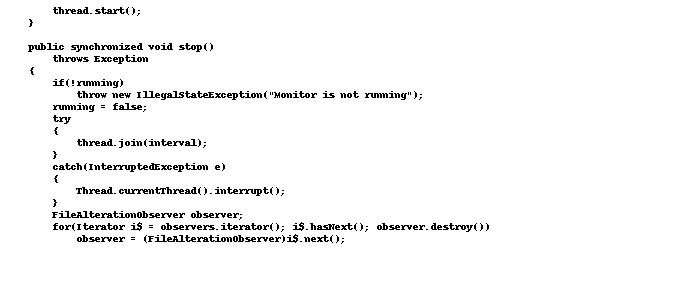 thread.start();
}
public synchronized void stop()
throws Exception
{
if(!running)
throw new IllegalStateException("Monitor is not running");
running = false;
try
{
thread.join(interval);
}
catch(InterruptedException e)
{
Thread.currentThread().interrupt();
}
FileAlterationObserver observer;
for(Iterator i$ = observers.iterator(); i$.hasNext(); observer.destroy())
observer = (FileAlterationObserver)i$.next();